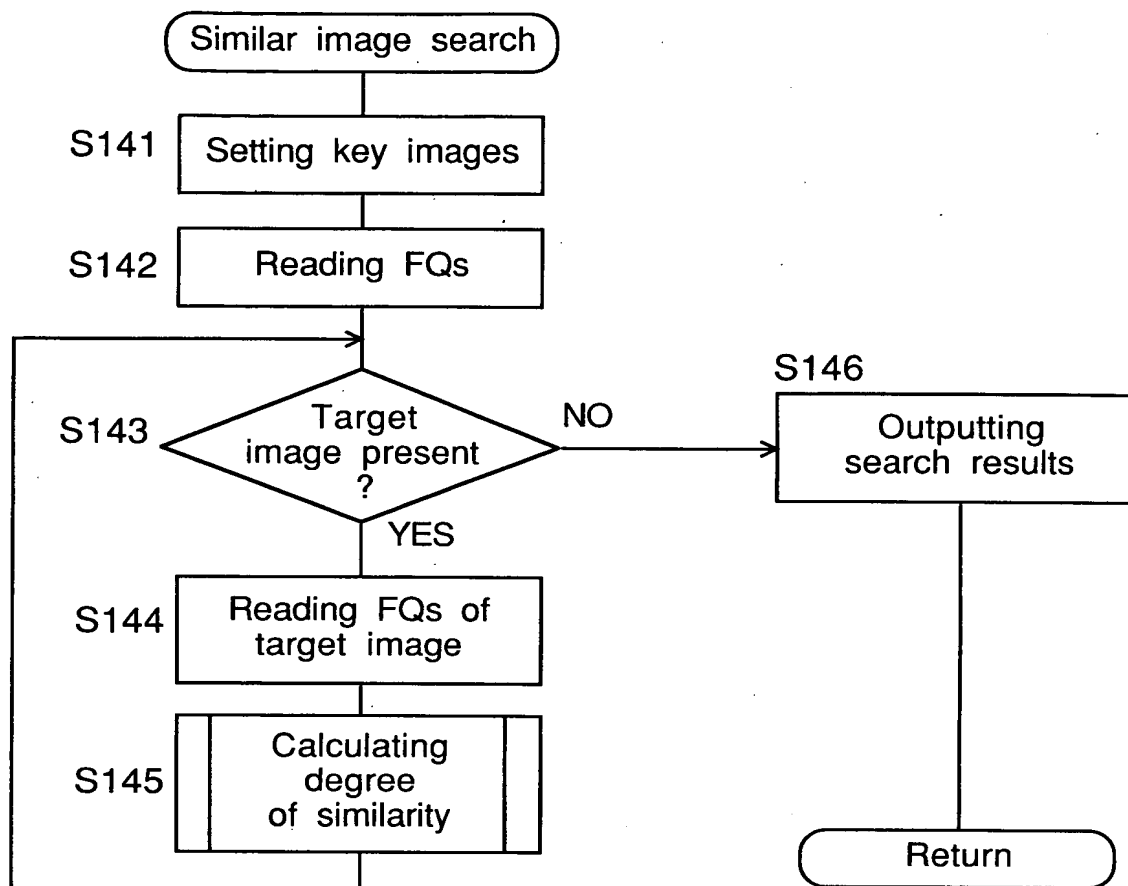 Similar image search
S141
Setting key images
S142
Reading FQs
S143
Target
image present
?
NO
YES
S146
Outputting
search results
S144
Reading FQs of
target image
S145
Calculating
degree
of similarity
Return